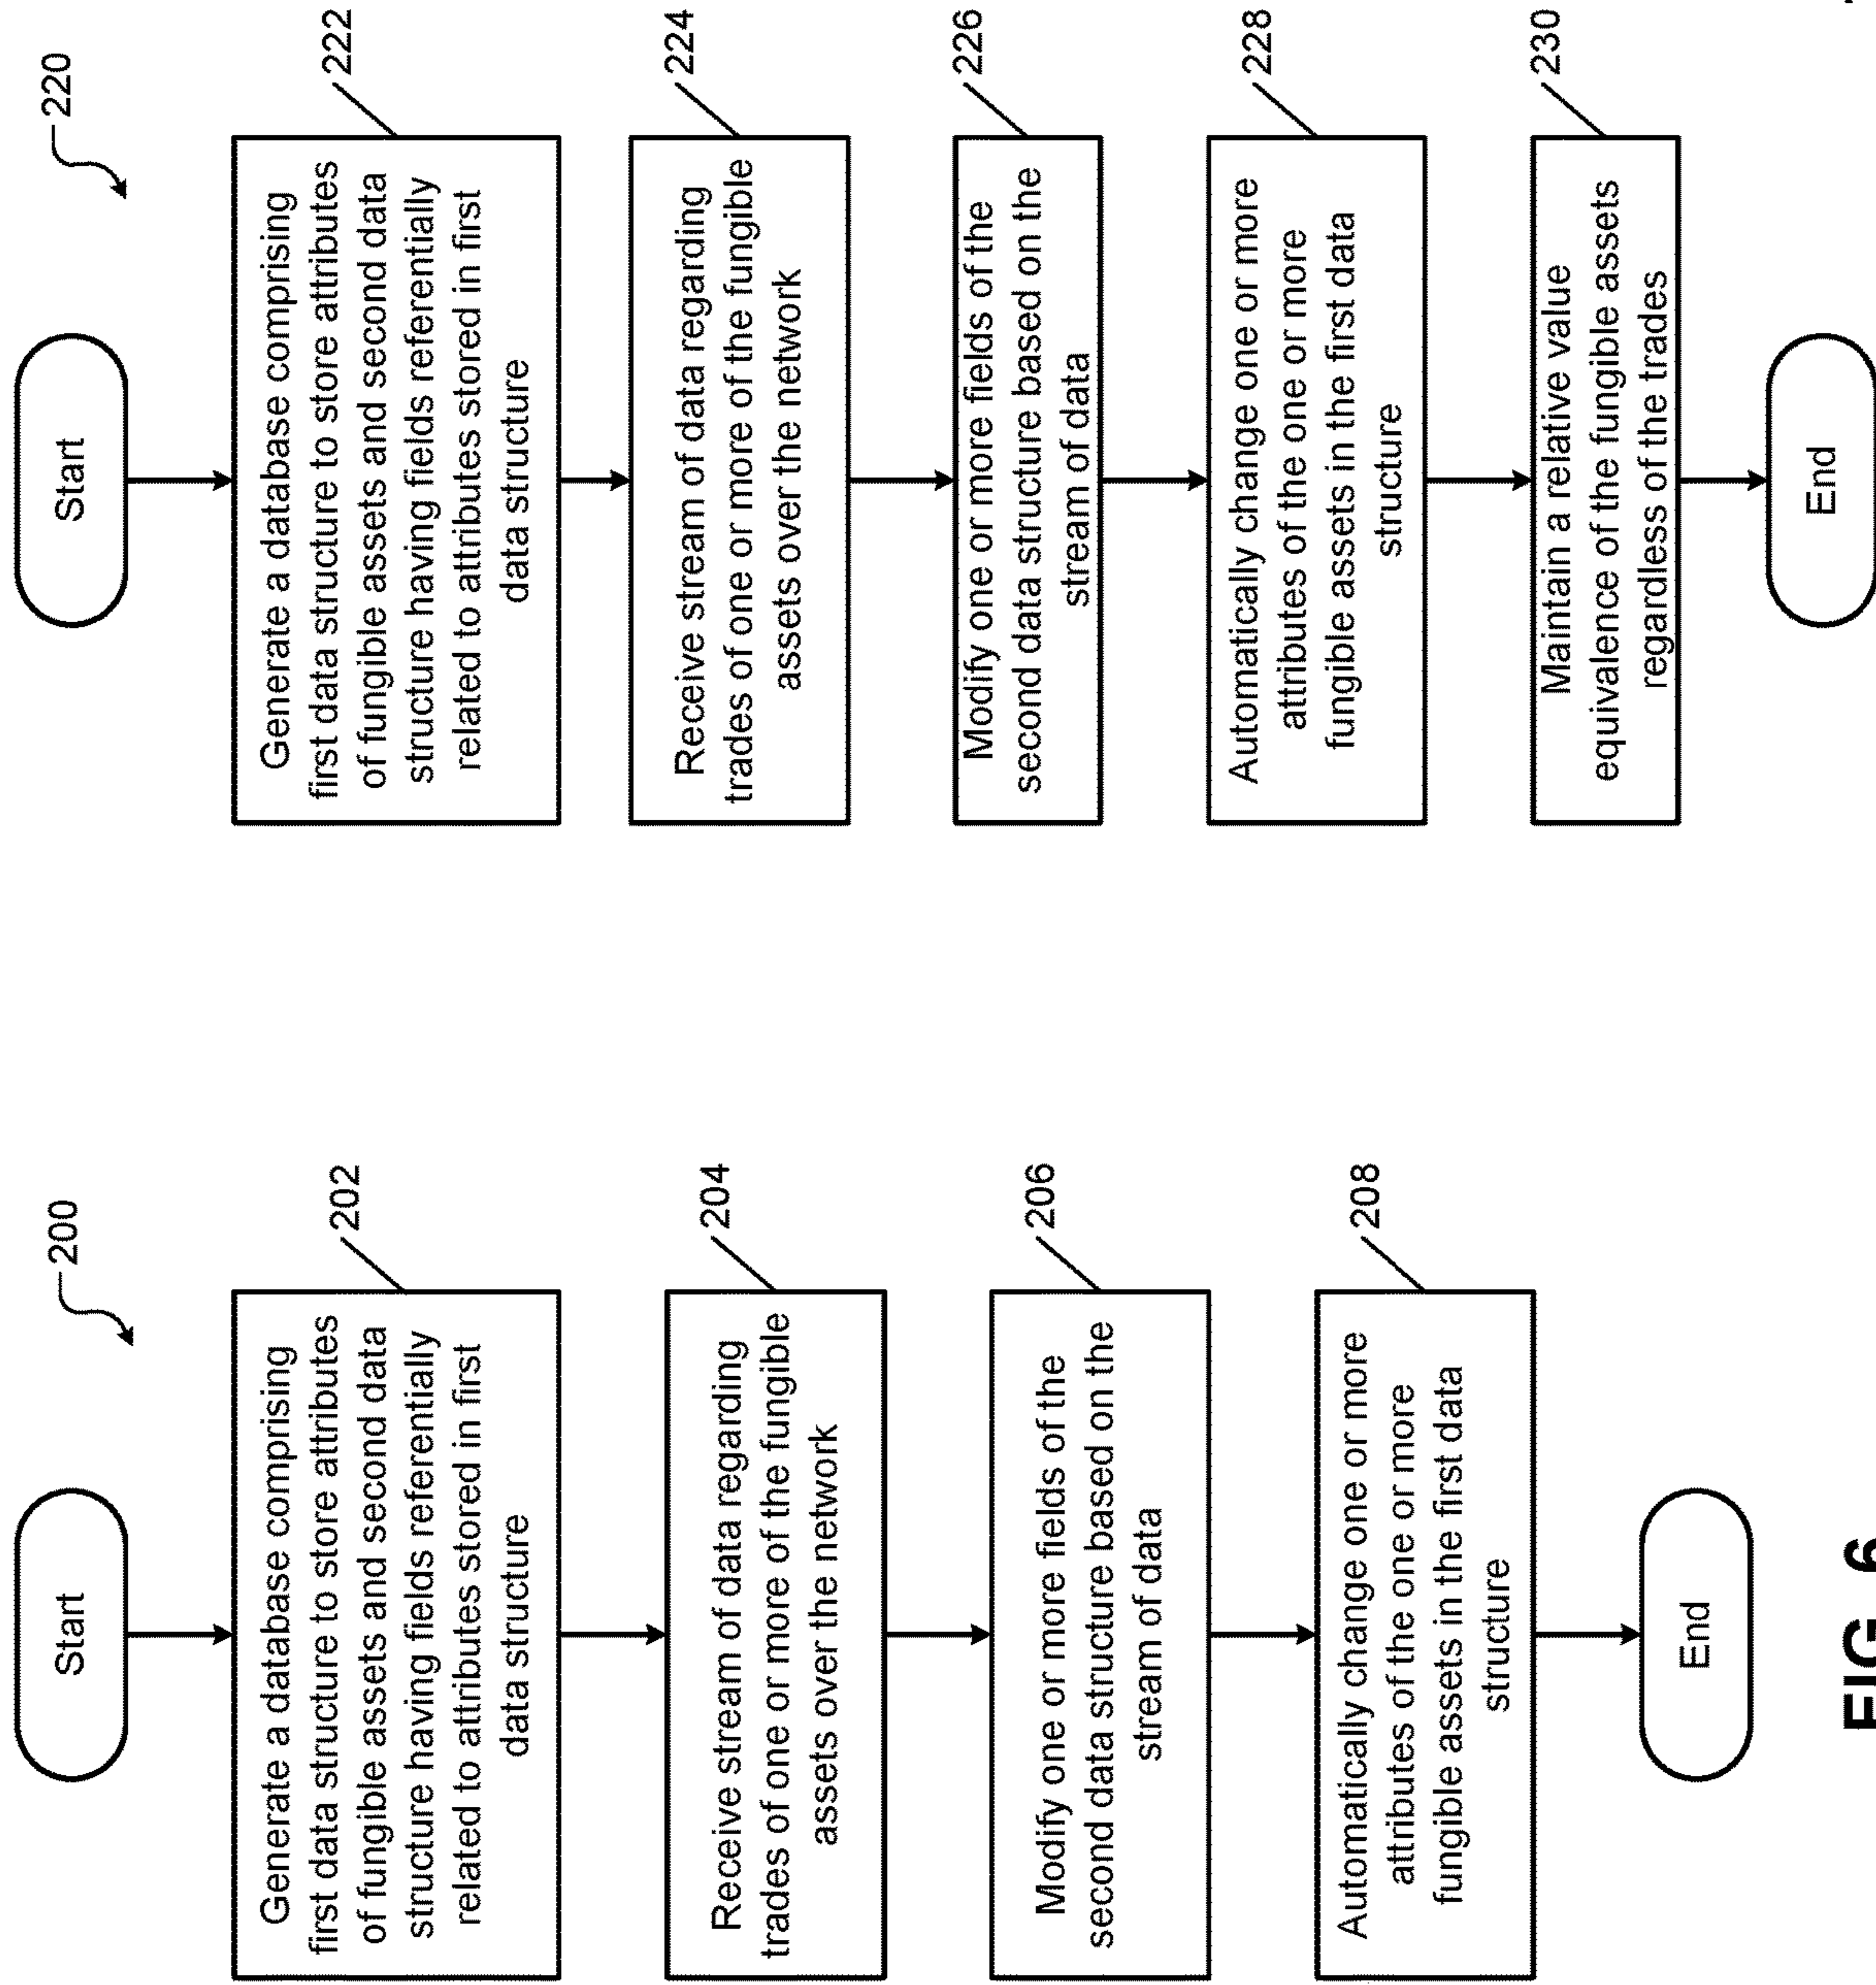 200
Start
Generate a database comprising
first data structure to store attributes
of fungible assets and second data
structure having fields referentially
related to attributes stored in first
data structure
202
Receive stream of data regarding
trades of one or more of the fungible
assets over the network
204
Modify one or more fields of the
second data structure based on the
stream of data
206
Automatically change one or more
attributes of the one or more
fungible assets in the first data
structure
208
End
FIG. 6
220
Start
Generate a database comprising
first data structure to store attributes
of fungible assets and second data
structure having fields referentially
related to attributes stored in first
data structure
222
Receive stream of data regarding
trades of one or more of the fungible
assets over the network
224
Modify one or more fields of the
second data structure based on the
stream of data
226
Automatically change one or more
attributes of the one or more
fungible assets in the first data
structure
228
Maintain a relative value
equivalence of the fungible assets
regardless of the trades
230
End